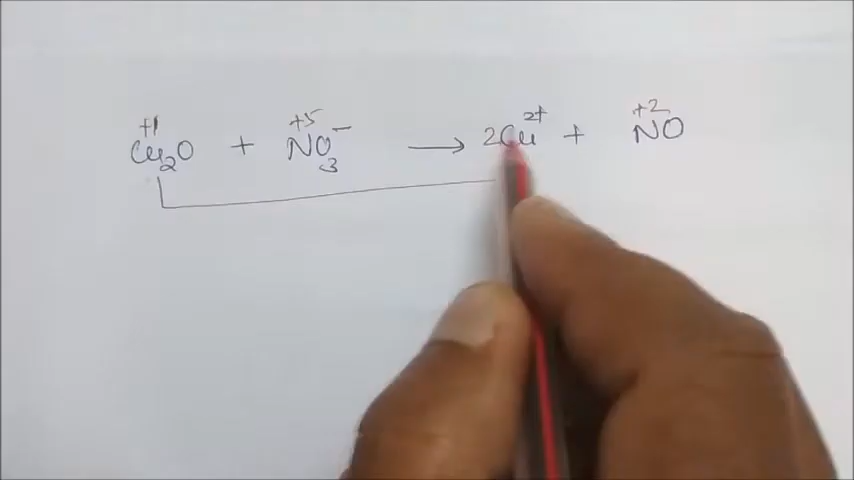 +1 +5 2+ +2
Cu2O + NO3− → 2Cu + NO